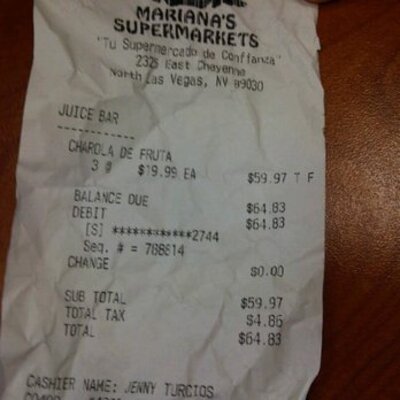 MARIANA'S
SUPERMARKETS
"Tu Supermercado de Confianza"
2325 East Cheyenne
North Las Vegas, NV 89030
JUICE BAR
------------
CHAROLA DE FRUTA
3 @ $19.99 EA $59.97 T F
BALANCE DUE $64.83
DEBIT $64.83
[S] ************2744
Seq. # = 788614
CHANGE $0.00
SUB TOTAL $59.97
TOTAL TAX $4.86
TOTAL $64.83
CASHIER NAME: JENNY TURCIOS